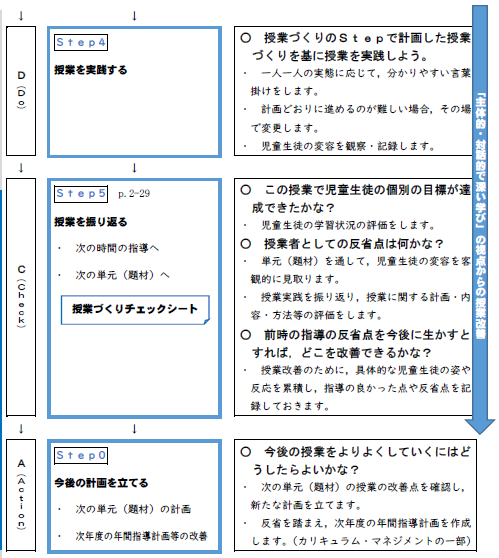 ↓
↓
D
(Do)
Step4
授業を実践する
○ 授業づくりのStepで計画した授業
づくりを基に授業を実践しよう。
・ 一人一人の実態に応じて，分かりやすい言葉
掛けをします。
・ 計画どおりに進めるのが難しい場合，その場
で変更します。
・ 児童生徒の変容を観察・記録します。
↓
↓
C
(Check)
Step5 p.2-29
授業を振り返る
・ 次の時間の指導へ
・ 次の単元（題材）へ
授業づくりチェックシート
○ この授業で児童生徒の個別の目標が達
成できたかな？
・ 児童生徒の学習状況の評価をします。
○ 授業者としての反省点は何かな？
・ 単元（題材）を通して，児童生徒の変容を客
観的に見取ります。
・ 授業実践を振り返り，授業に関する計画・内
容・方法等の評価をします。
○ 前時の指導の反省点を今後に生かすと
すれば，どこを改善できるかな？
・ 授業改善のために，具体的な児童生徒の姿や
反応を累積し，指導の良かった点や反省点を記
録しておきます。
↓
↓
A
(Action)
Step0
今後の計画を立てる
・ 次の単元（題材）の計画
・ 次年度の年間指導計画等の改善
○ 今後の授業をよりよくしていくにはど
うしたらよいかな？
・ 次の単元（題材）の授業の改善点を確認し，
新たな計画を立てます。
・ 反省を踏まえ，次年度の年間指導計画を作成
します。（カリキュラム・マネジメントの一部）
「主体的・対話的で深い学び」の視点からの授業改善